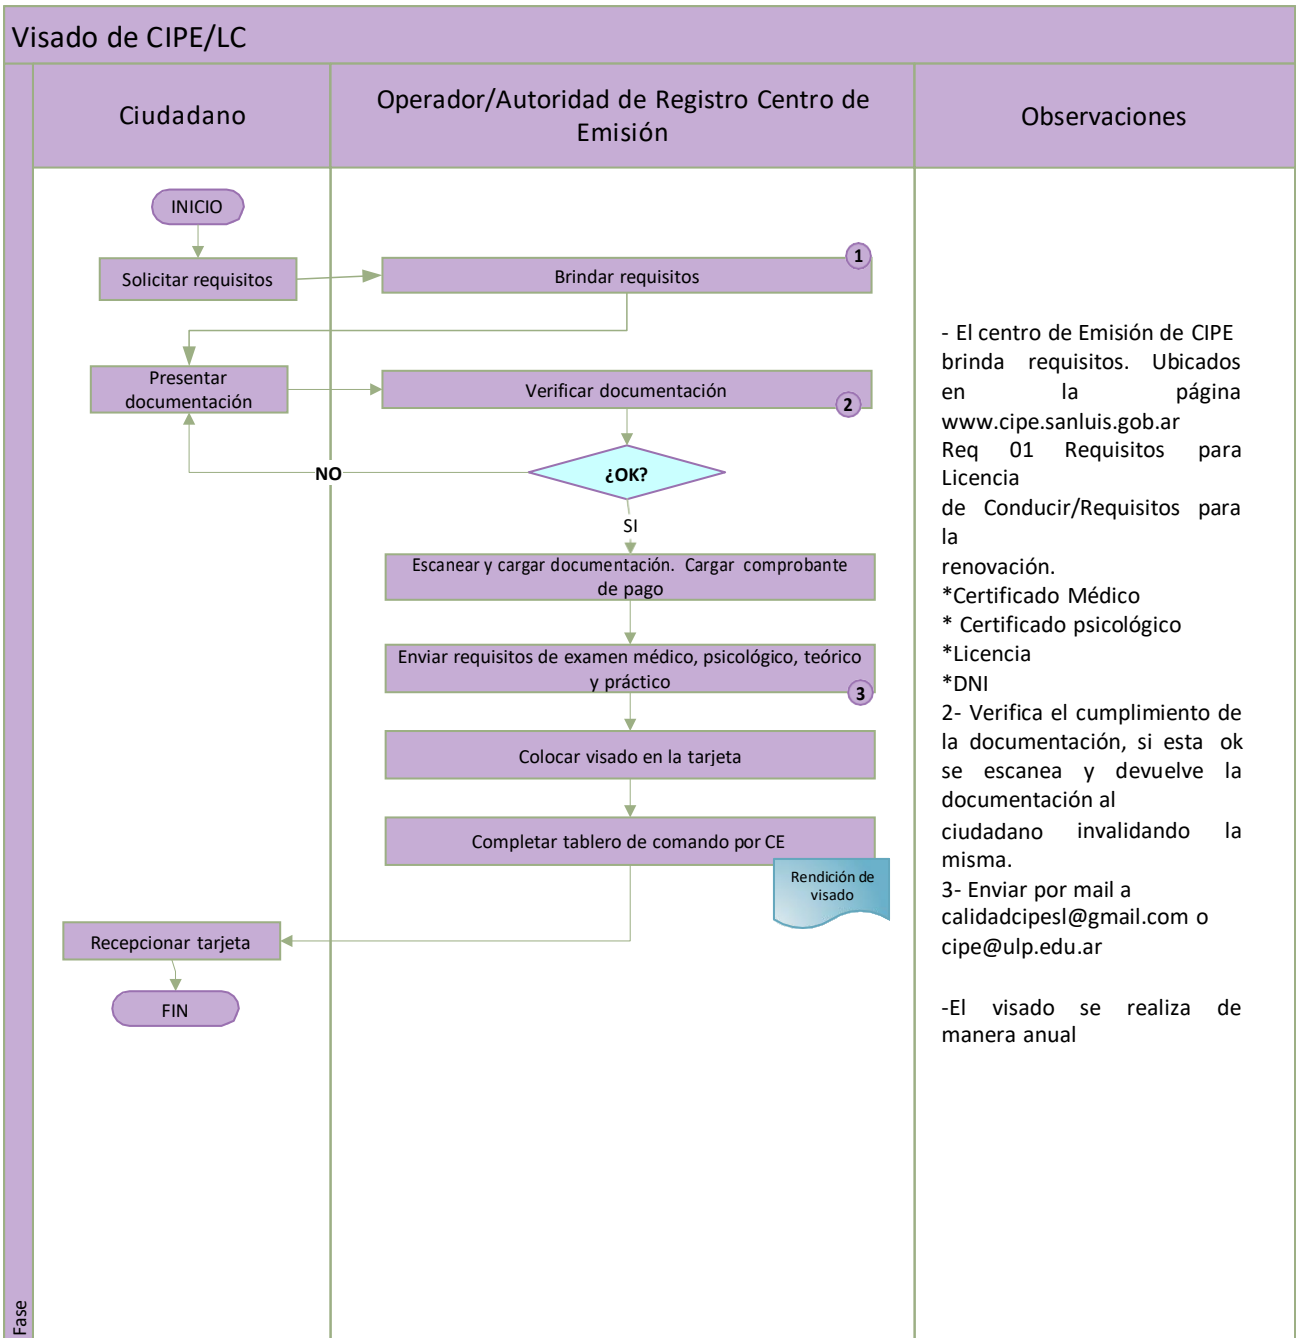 Visado de CIPE/LC
Ciudadano
Operador/Autoridad de Registro Centro de
Emisión
Observaciones
INICIO
Solicitar requisitos
Brindar requisitos
1
Presentar
documentación
Verificar documentación
2
¿OK?
NO
SI
Escanear y cargar documentación. Cargar comprobante
de pago
Enviar requisitos de examen médico, psicológico, teórico
y práctico
3
Colocar visado en la tarjeta
Completar tablero de comando por CE
Rendición de
visado
Recepcionar tarjeta
FIN
- El centro de Emisión de CIPE
brinda requisitos. Ubicados
en la página
www.cipe.sanluis.gob.ar
Req 01 Requisitos para
Licencia
de Conducir/Requisitos para
la
renovación.
*Certificado Médico
* Certificado psicológico
*Licencia
*DNI
2- Verifica el cumplimiento de
la documentación, si esta ok
se escanea y devuelve la
documentación al
ciudadano invalidando la
misma.
3- Enviar por mail a
calidadcipesl@gmail.com o
cipe@ulp.edu.ar
-El visado se realiza de
manera anual
Fase